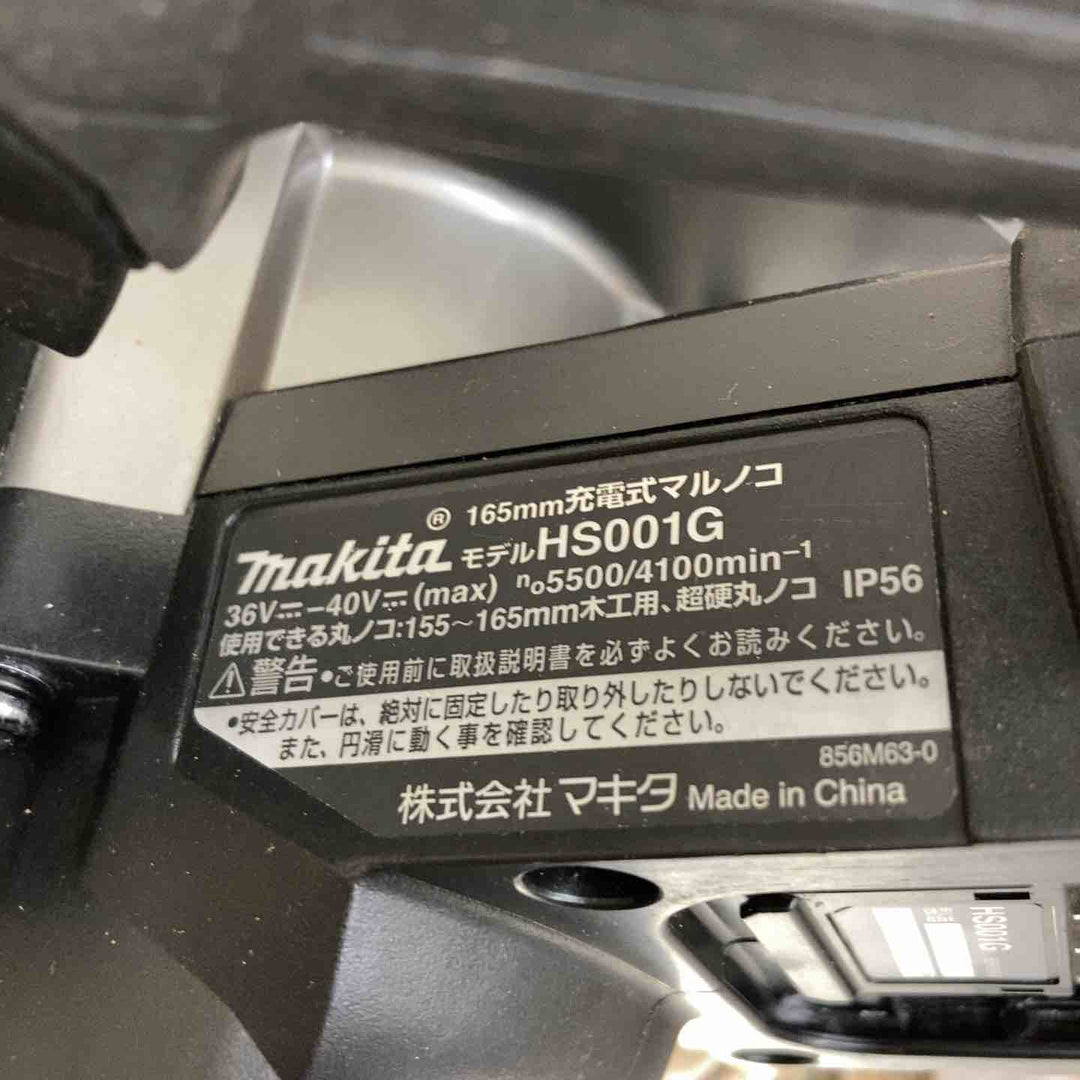 165mm充電式マルノコ
makita® モデルHS001G
36V⎓–40V⎓(max) n₀5500/4100min⁻¹
使用できる丸ノコ:155～165mm木工用、超硬丸ノコ IP56
⚠警告 •ご使用前に取扱説明書を必ずよくお読みください。
•安全カバーは、絶対に固定したり取り外したりしないでください。
また、円滑に動く事を確認してください。
856M63-0
株式会社マキタ Made in China
HS001G